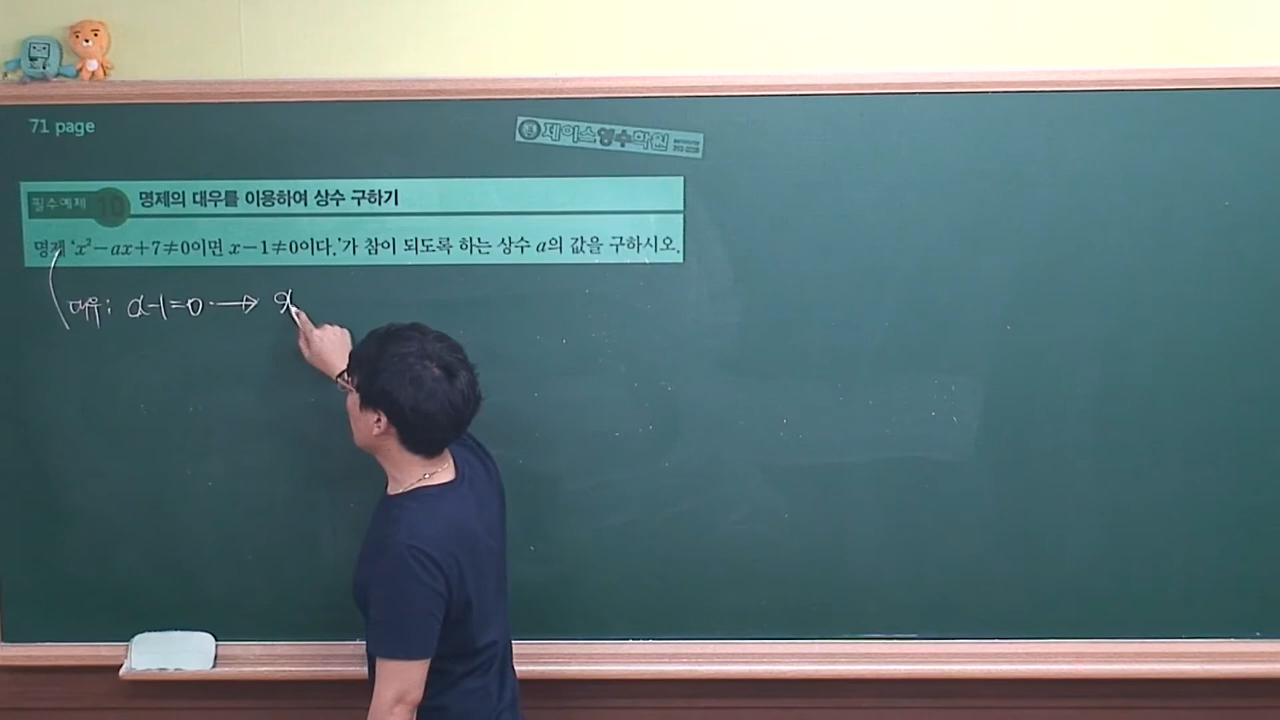 71 page
제이스영수학원
필수예제 10 명제의 대우를 이용하여 상수 구하기
명제 ‘x²−ax+7≠0이면 x−1≠0이다.’가 참이 되도록 하는 상수 a의 값을 구하시오.
대우: x-1=0 → x